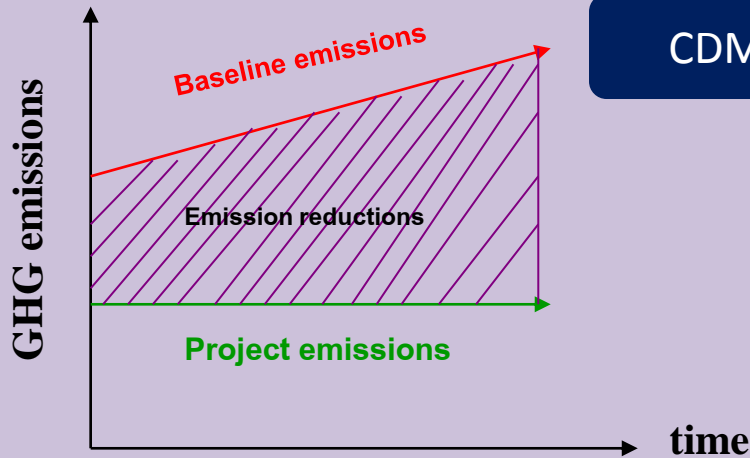 Baseline emissions
CDM
GHG emissions
Emission reductions
Project emissions
time